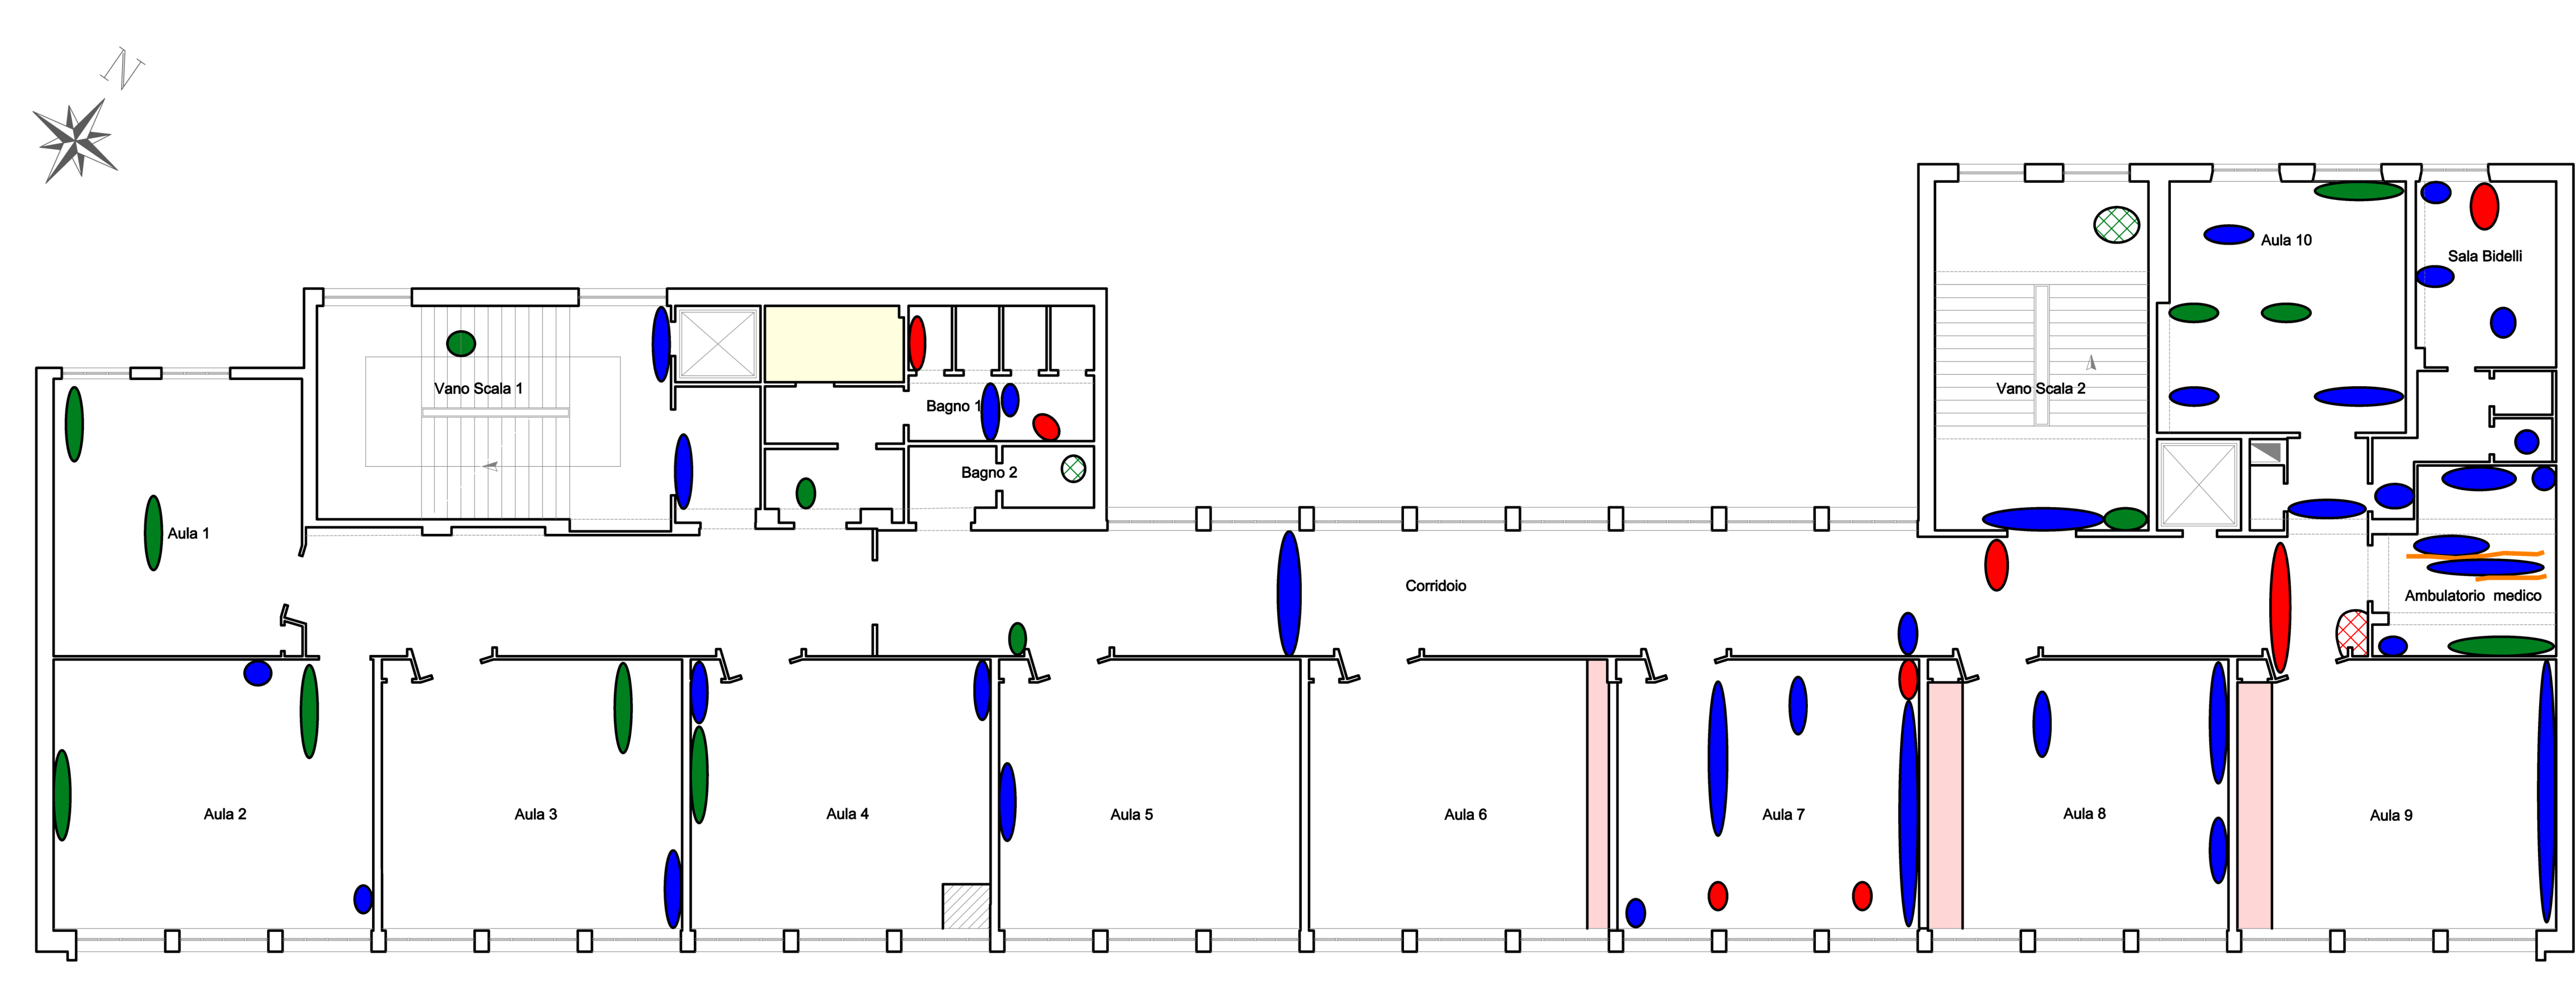 N
Aula 10
Sala Bidelli
Vano Scala 1
Vano Scala 2
Bagno 1
Bagno 2
Aula 1
Corridoio
Ambulatorio medico
Aula 2
Aula 3
Aula 4
Aula 5
Aula 6
Aula 7
Aula 8
Aula 9